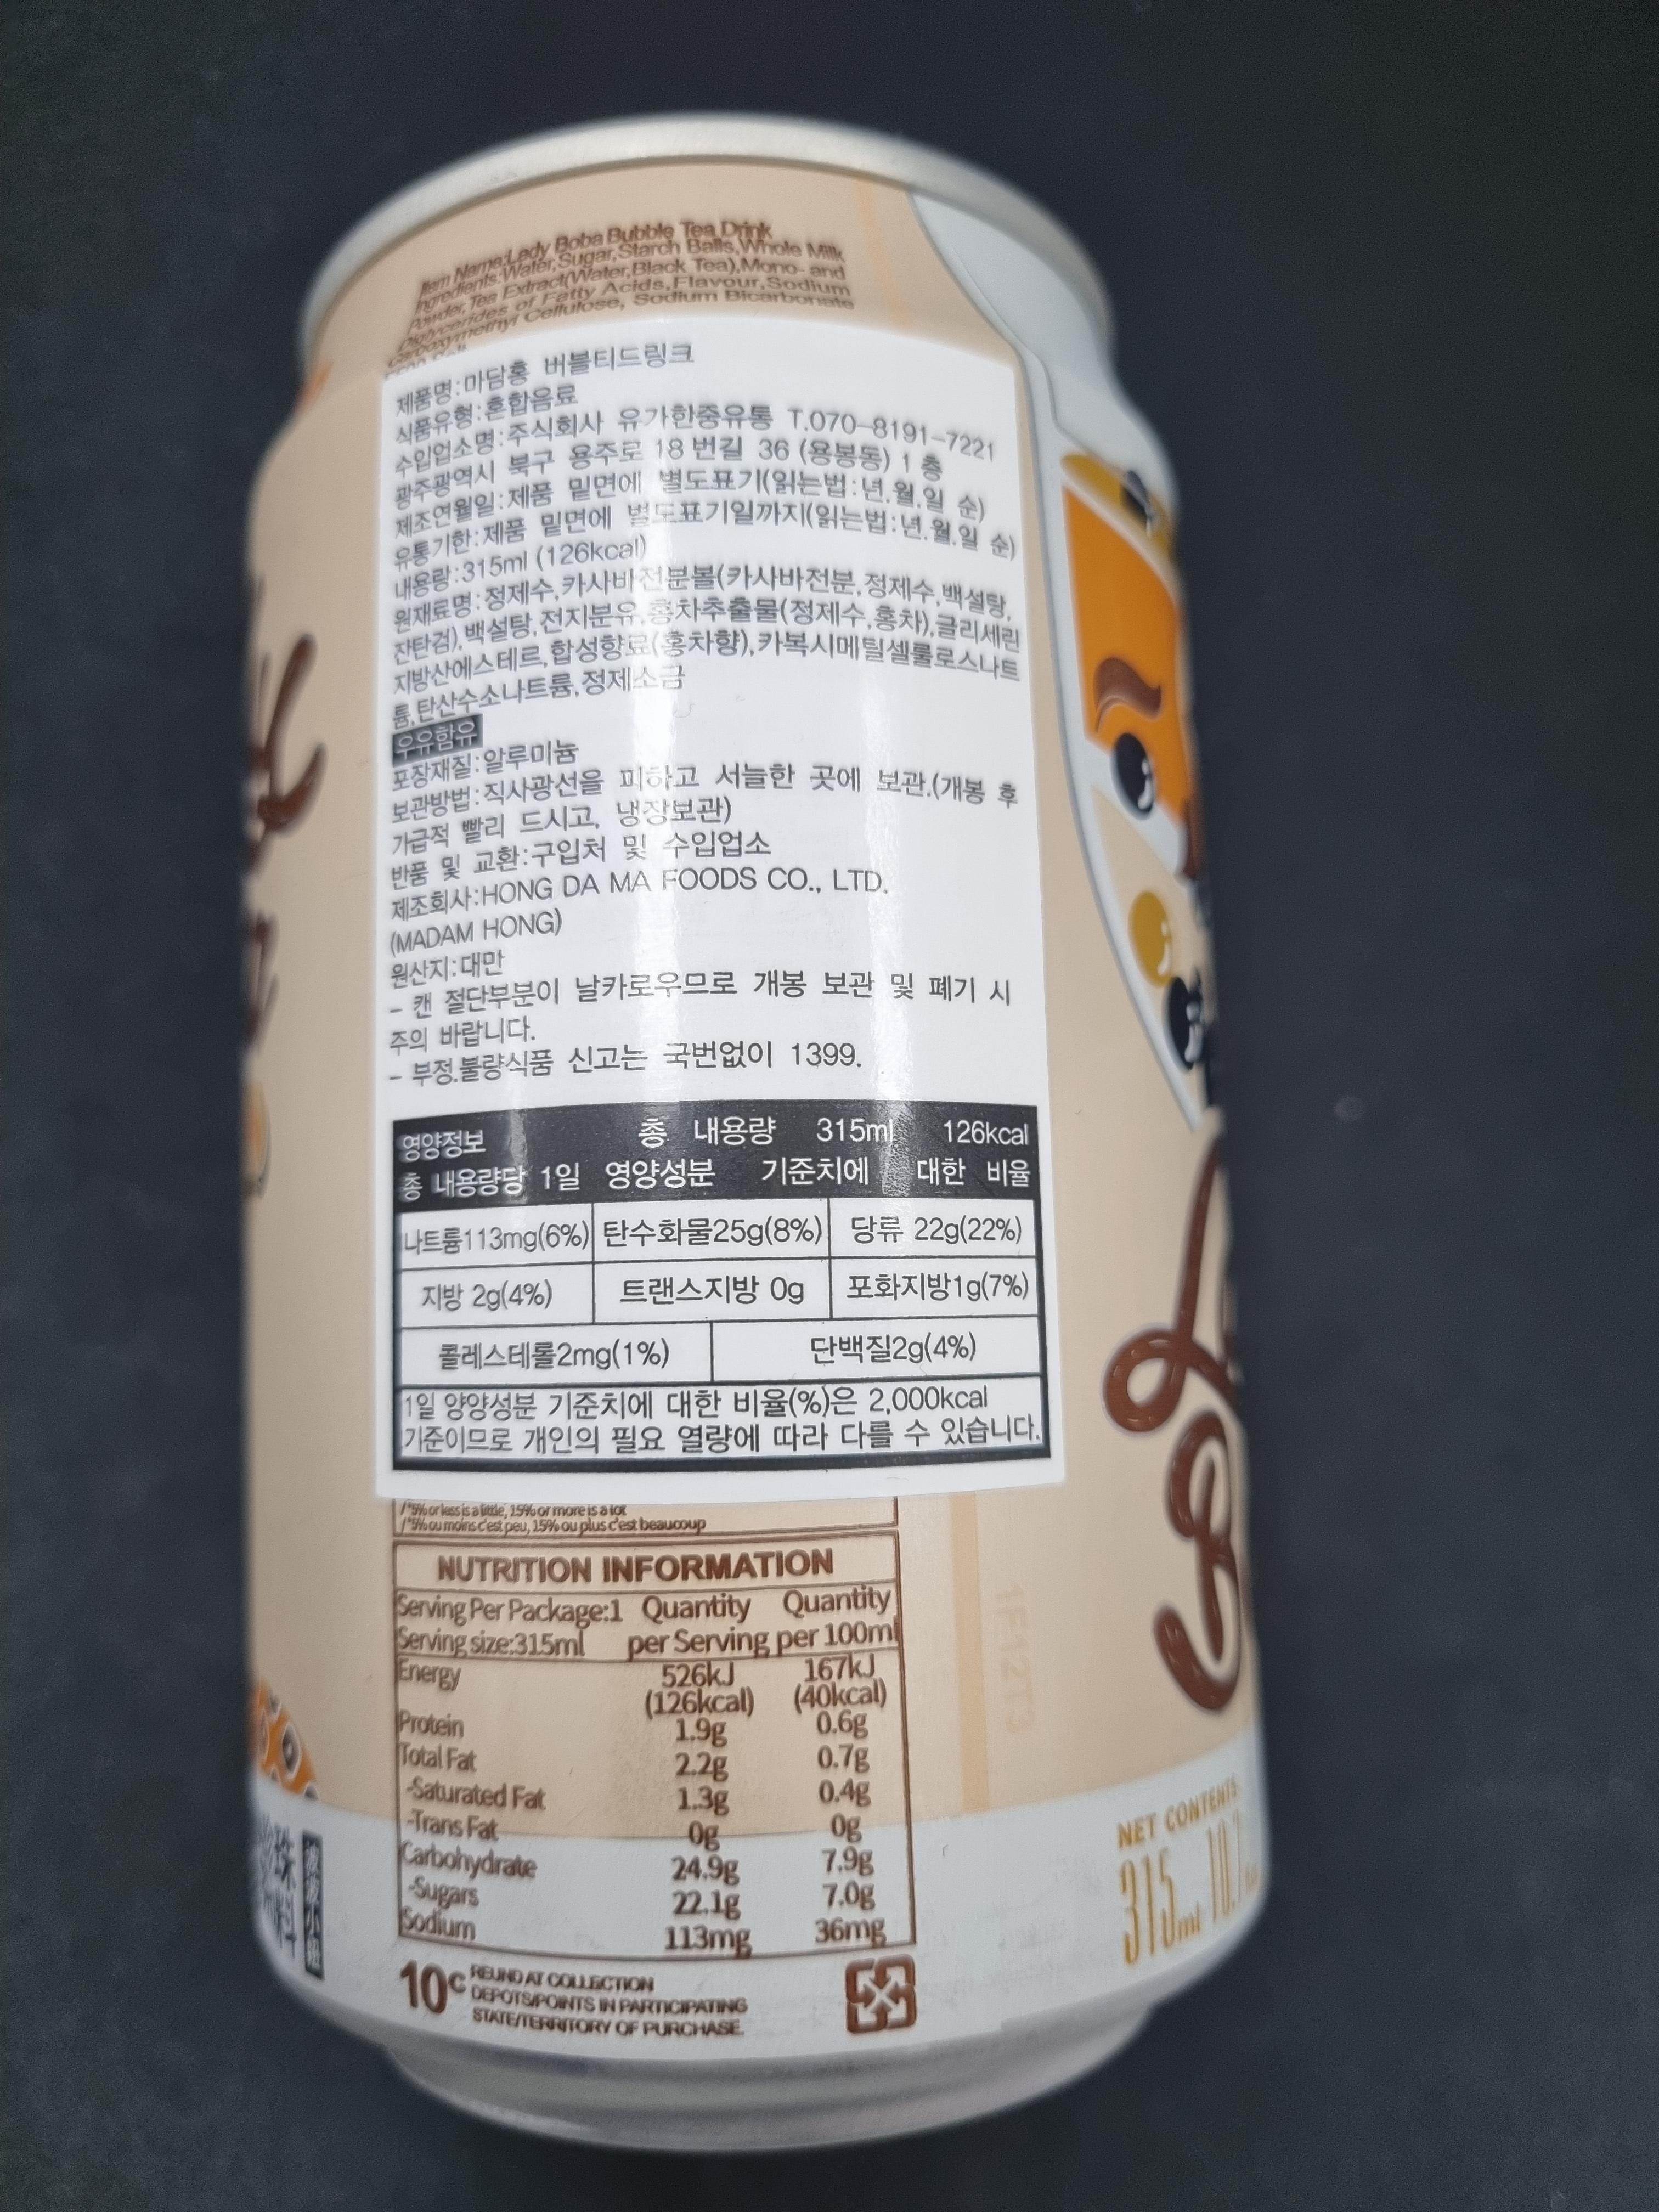 Item Name:Lady Boba Bubble Tea Drink
Ingredients:Water,Sugar,Starch Balls,Whole Milk
Powder,Tea Extract(Water,Black Tea),Mono- and
Diglycerides of Fatty Acids,Flavour,Sodium
Carboxymethyl Cellulose, Sodium Bicarbonate
제품명:마담홍 버블티드링크
식품유형:혼합음료
수입업소명:주식회사 유가한중유통 T.070-8191-7221
광주광역시 북구 용주로 18 번길 36 (용봉동) 1 층
제조연월일:제품 밑면에 별도표기(읽는법:년.월.일 순)
유통기한:제품 밑면에 별도표기일까지(읽는법:년.월.일 순)
내용량:315ml (126kcal)
원재료명:정제수,카사바전분볼(카사바전분,정제수,백설탕,
잔탄검),백설탕,전지분유,홍차추출물(정제수,홍차),글리세린
지방산에스테르,합성향료(홍차향),카복시메틸셀룰로스나트
륨,탄산수소나트륨,정제소금
우유함유
포장재질:알루미늄
보관방법:직사광선을 피하고 서늘한 곳에 보관.(개봉 후
가급적 빨리 드시고, 냉장보관)
반품 및 교환:구입처 및 수입업소
제조회사:HONG DA MA FOODS CO., LTD.
(MADAM HONG)
원산지:대만
- 캔 절단부분이 날카로우므로 개봉 보관 및 폐기 시
주의 바랍니다.
- 부정.불량식품 신고는 국번없이 1399.
영양정보 총 내용량 315ml 126kcal
총 내용량당 1일 영양성분 기준치에 대한 비율
나트륨113mg(6%) 탄수화물25g(8%) 당류 22g(22%)
지방 2g(4%) 트랜스지방 0g 포화지방1g(7%)
콜레스테롤2mg(1%) 단백질2g(4%)
1일 양양성분 기준치에 대한 비율(%)은 2,000kcal
기준이므로 개인의 필요 열량에 따라 다를 수 있습니다.
/*5% or less is a little, 15% or more is a lot
/*5% ou moins c'est peu, 15% ou plus c'est beaucoup
NUTRITION INFORMATION
Serving Per Package:1 Quantity Quantity
Serving size:315ml per Serving per 100ml
Energy 526kJ 167kJ
(126kcal) (40kcal)
Protein 1.9g 0.6g
Total Fat 2.2g 0.7g
-Saturated Fat 1.3g 0.4g
-Trans Fat 0g 0g
Carbohydrate 24.9g 7.9g
-Sugars 22.1g 7.0g
Sodium 113mg 36mg
10c REUND AT COLLECTION
DEPOTS/POINTS IN PARTICIPATING
STATE/TERRITORY OF PURCHASE.
1F12T3
NET CONTENTS
315ml
波波小姐